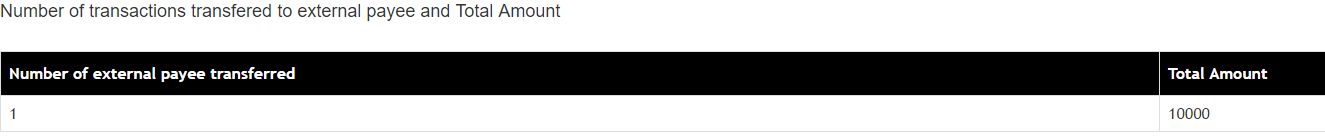 Number of transactions transfered to external payee and Total Amount
Number of external payee transferred Total Amount
1 10000